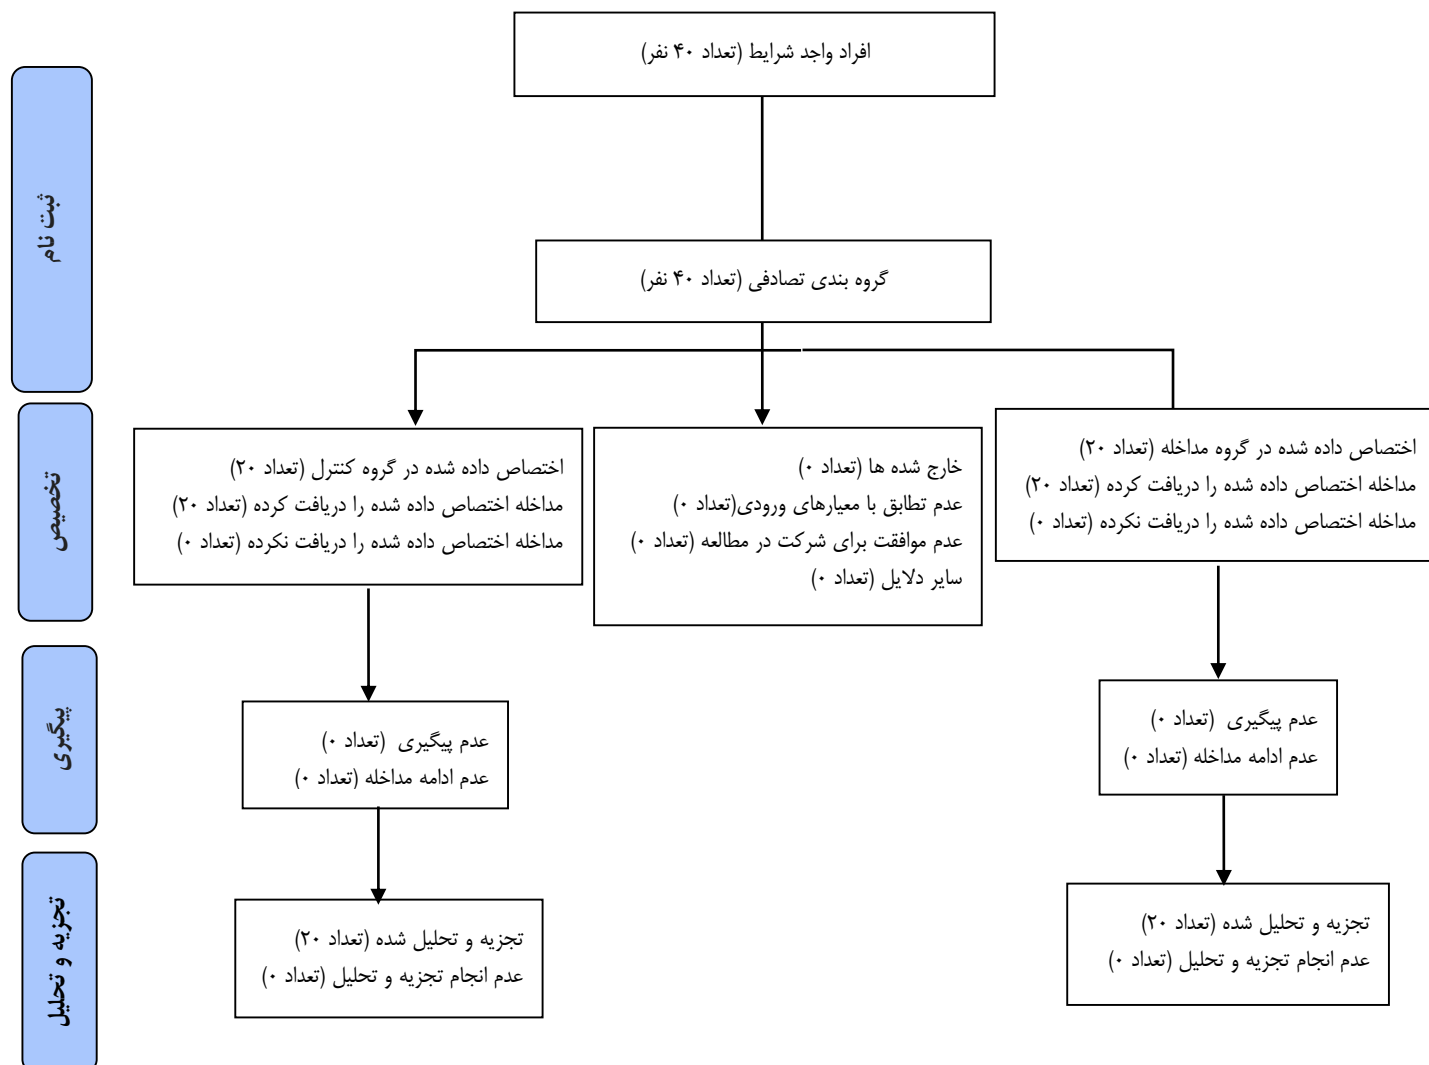 افراد واجد شرایط (تعداد ۴۰ نفر)
ثبت نام
گروه بندی تصادفی (تعداد ۴۰ نفر)
تخصیص
اختصاص داده شده در گروه مداخله (تعداد ۲۰)
مداخله اختصاص داده شده را دریافت کرده (تعداد ۲۰)
مداخله اختصاص داده شده را دریافت نکرده (تعداد ۰)
خارج شده ها (تعداد ۰)
عدم تطابق با معیارهای ورودی(تعداد ۰)
عدم موافقت برای شرکت در مطالعه (تعداد ۰)
سایر دلایل (تعداد ۰)
اختصاص داده شده در گروه کنترل (تعداد ۲۰)
مداخله اختصاص داده شده را دریافت کرده (تعداد ۲۰)
مداخله اختصاص داده شده را دریافت نکرده (تعداد ۰)
پیگیری
عدم پیگیری (تعداد ۰)
عدم ادامه مداخله (تعداد ۰)
عدم پیگیری (تعداد ۰)
عدم ادامه مداخله (تعداد ۰)
تجزیه و تحلیل
تجزیه و تحلیل شده (تعداد ۲۰)
عدم انجام تجزیه و تحلیل (تعداد ۰)
تجزیه و تحلیل شده (تعداد ۲۰)
عدم انجام تجزیه و تحلیل (تعداد ۰)